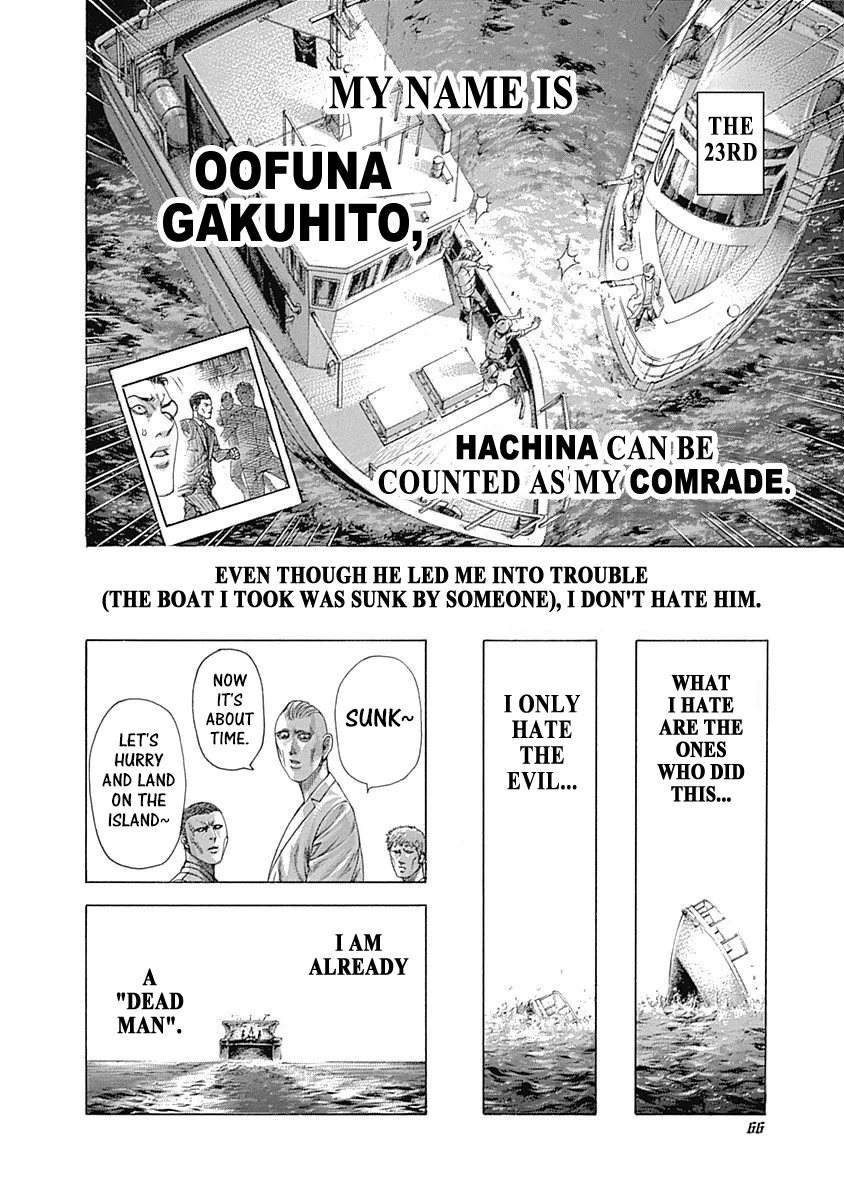 THE
23RD
MY NAME IS
OOFUNA
GAKUHITO,
HACHINA CAN BE
COUNTED AS MY COMRADE.
EVEN THOUGH HE LED ME INTO TROUBLE
(THE BOAT I TOOK WAS SUNK BY SOMEONE), I DON'T HATE HIM.
WHAT
I HATE
ARE THE
ONES
WHO DID
THIS...
I ONLY
HATE
THE
EVIL...
SUNK~
NOW
IT'S
ABOUT
TIME.
LET'S
HURRY
AND LAND
ON THE
ISLAND~
I AM
ALREADY
A
"DEAD
MAN".
66